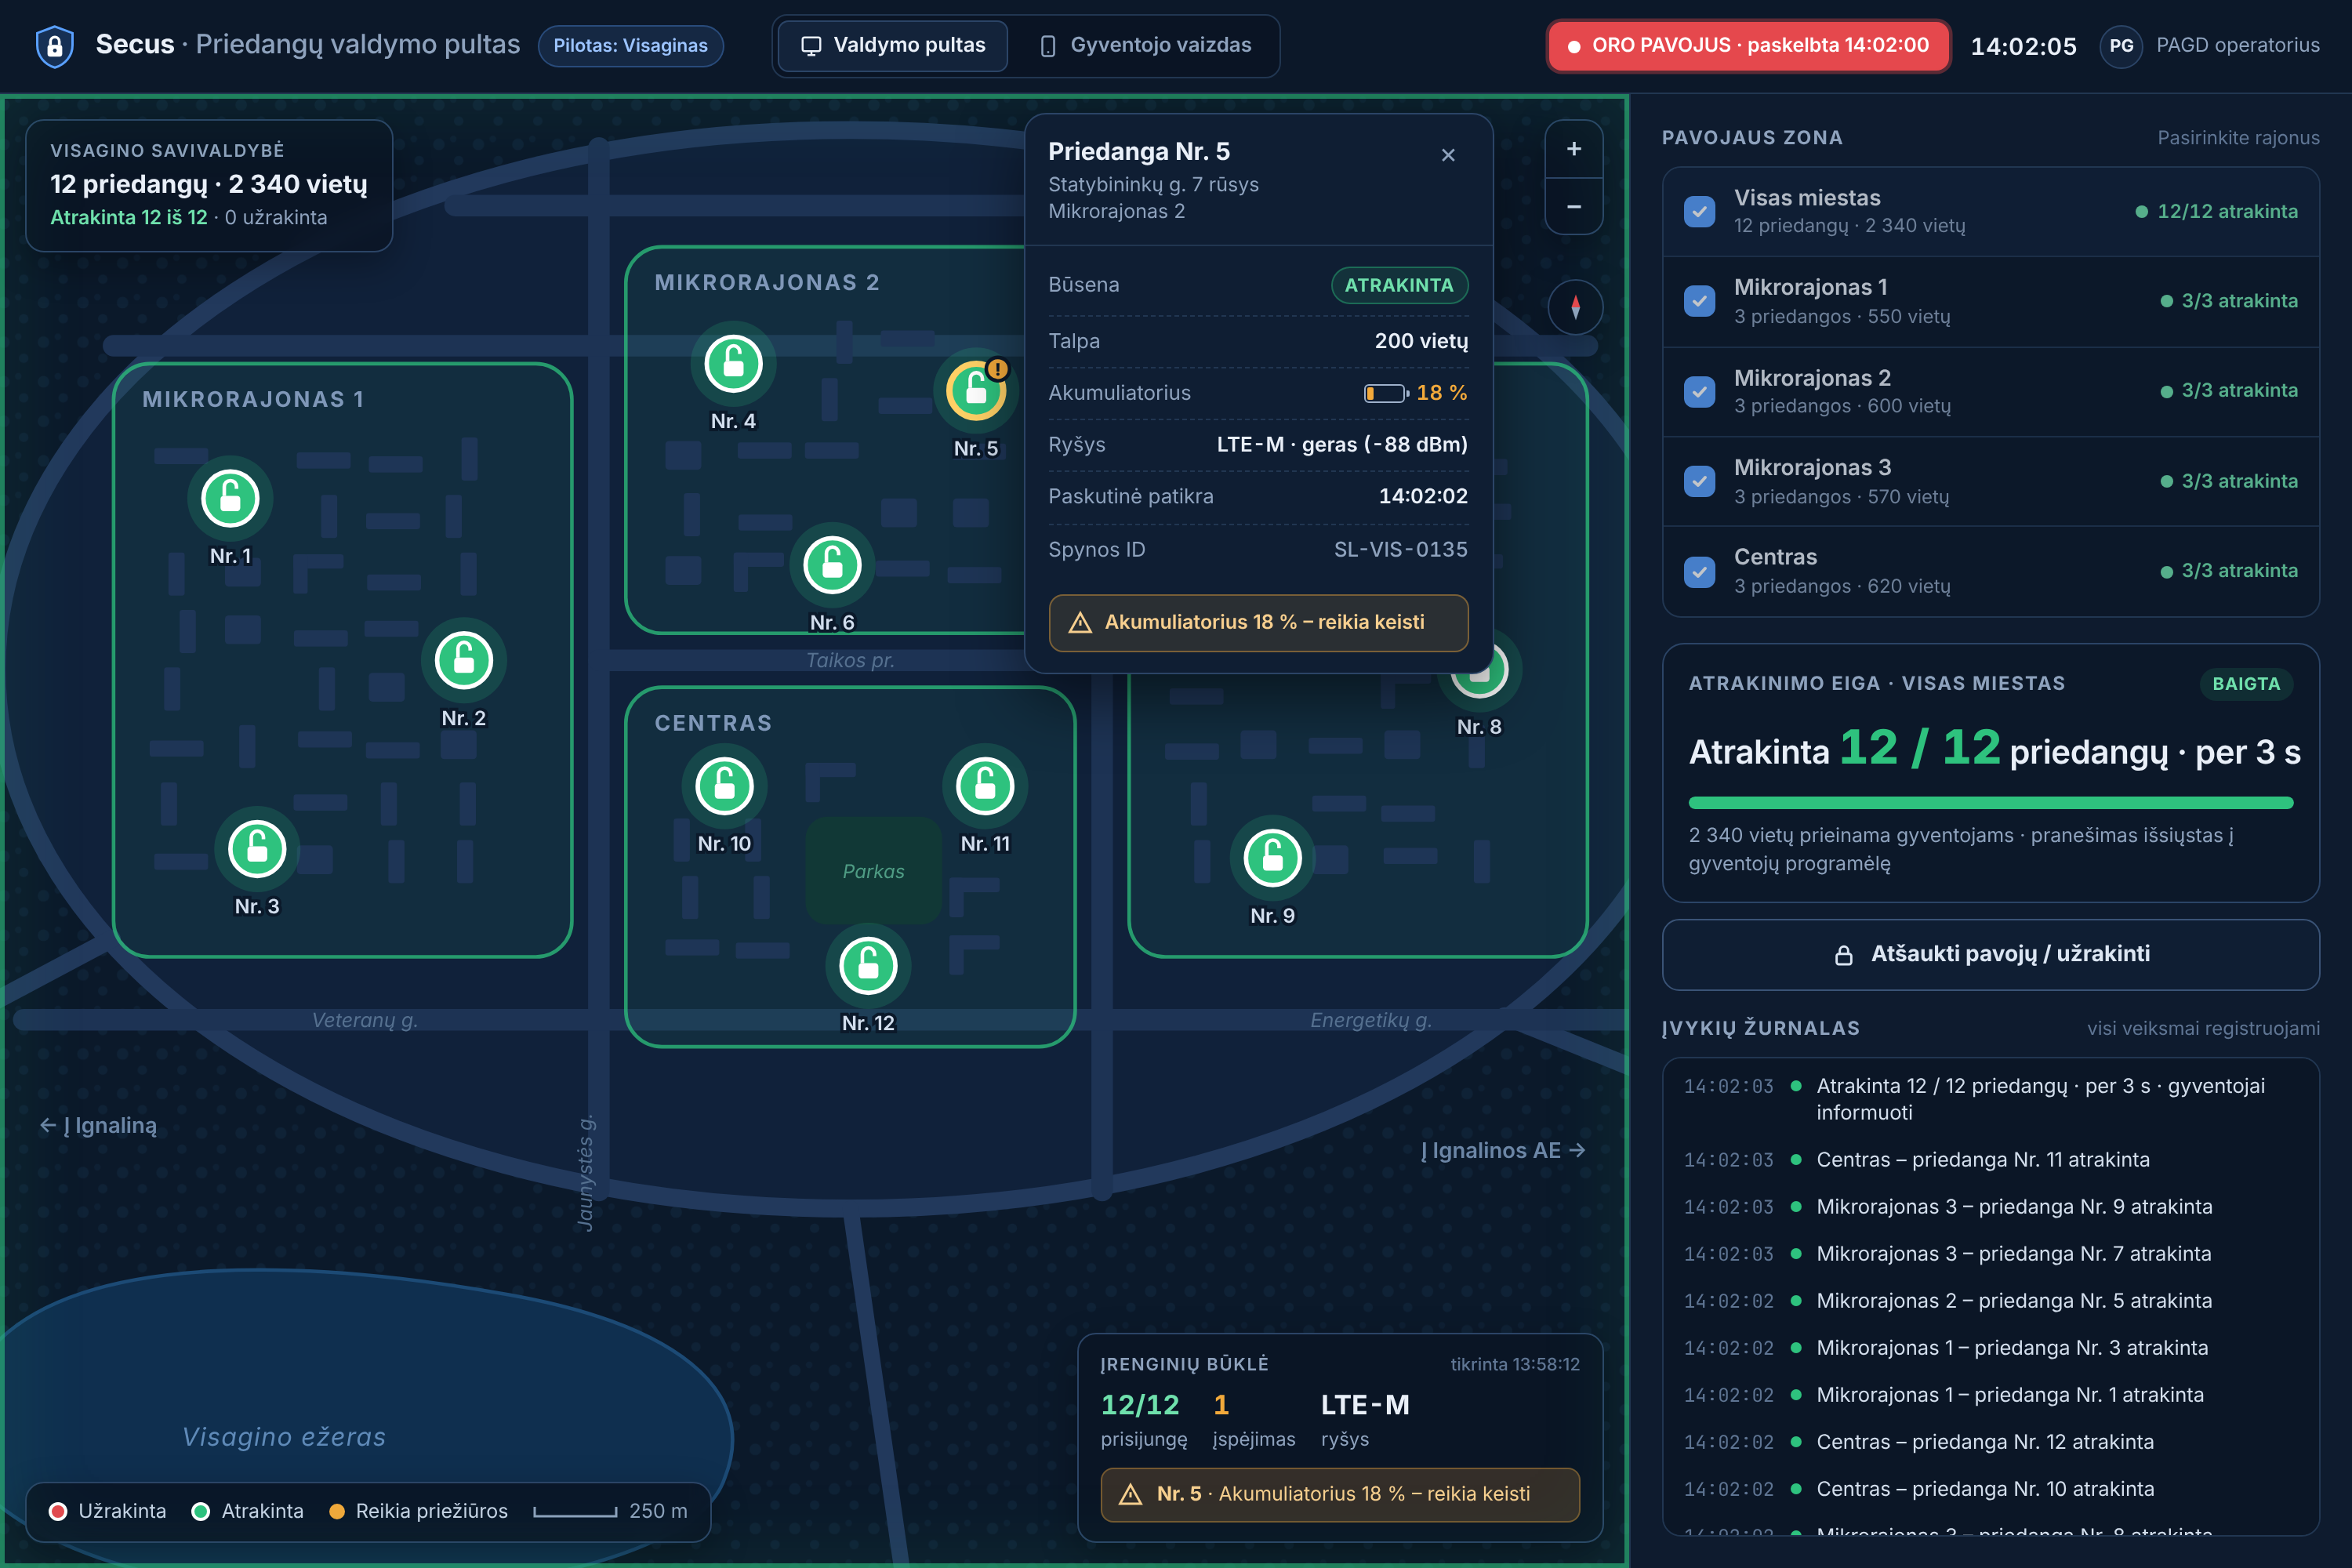 Secus · Priedangų valdymo pultas
Pilotas: Visaginas
Valdymo pultas
Gyventojo vaizdas
ORO PAVOJUS · paskelbta 14:02:00
14:02:05
PG
PAGD operatorius
VISAGINO SAVIVALDYBĖ
12 priedangų · 2 340 vietų
Atrakinta 12 iš 12 · 0 užrakinta
MIKRORAJONAS 1
Nr. 1
Nr. 2
Nr. 3
MIKRORAJONAS 2
Nr. 4
Nr. 5
Nr. 6
Taikos pr.
CENTRAS
Nr. 10
Nr. 11
Parkas
Nr. 12
Nr. 8
Nr. 9
Veteranų g.
Energetikų g.
Jaunystės g.
← Į Ignaliną
Į Ignalinos AE →
Visagino ežeras
Priedanga Nr. 5
×
Statybininkų g. 7 rūsys
Mikrorajonas 2
Būsena ATRAKINTA
Talpa 200 vietų
Akumuliatorius 18 %
Ryšys LTE-M · geras (-88 dBm)
Paskutinė patikra 14:02:02
Spynos ID SL-VIS-0135
Akumuliatorius 18 % – reikia keisti
+
−
Užrakinta
Atrakinta
Reikia priežiūros
250 m
ĮRENGINIŲ BŪKLĖ tikrinta 13:58:12
12/12 1 LTE-M
prisijungę įspėjimas ryšys
Nr. 5 · Akumuliatorius 18 % – reikia keisti
PAVOJAUS ZONA Pasirinkite rajonus
Visas miestas
12 priedangų · 2 340 vietų
12/12 atrakinta
Mikrorajonas 1
3 priedangos · 550 vietų
3/3 atrakinta
Mikrorajonas 2
3 priedangos · 600 vietų
3/3 atrakinta
Mikrorajonas 3
3 priedangos · 570 vietų
3/3 atrakinta
Centras
3 priedangos · 620 vietų
3/3 atrakinta
ATRAKINIMO EIGA · VISAS MIESTAS BAIGTA
Atrakinta 12 / 12 priedangų · per 3 s
2 340 vietų prieinama gyventojams · pranešimas išsiųstas į
gyventojų programėlę
Atšaukti pavojų / užrakinti
ĮVYKIŲ ŽURNALAS visi veiksmai registruojami
14:02:03 Atrakinta 12 / 12 priedangų · per 3 s · gyventojai
informuoti
14:02:03 Centras – priedanga Nr. 11 atrakinta
14:02:03 Mikrorajonas 3 – priedanga Nr. 9 atrakinta
14:02:03 Mikrorajonas 3 – priedanga Nr. 7 atrakinta
14:02:02 Mikrorajonas 2 – priedanga Nr. 5 atrakinta
14:02:02 Mikrorajonas 1 – priedanga Nr. 3 atrakinta
14:02:02 Mikrorajonas 1 – priedanga Nr. 1 atrakinta
14:02:02 Centras – priedanga Nr. 12 atrakinta
14:02:02 Centras – priedanga Nr. 10 atrakinta
14:02:02 Mikrorajonas 3 – priedanga Nr. 8 atrakinta